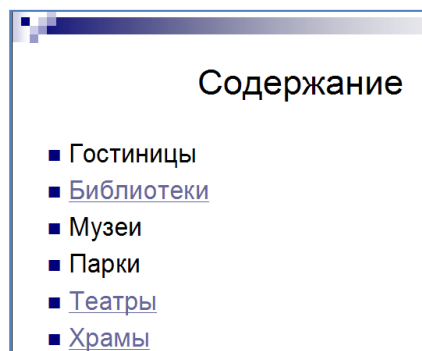 Содержание
Гостиницы
Библиотеки
Музеи
Парки
Театры
Храмы